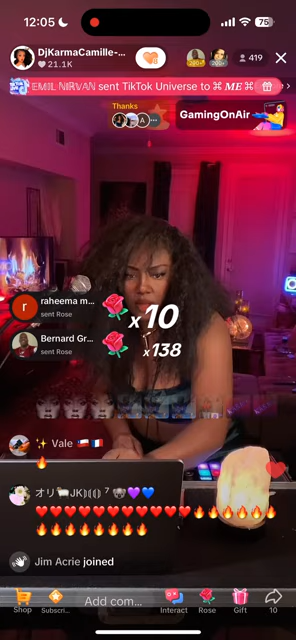 12:05
75
DjKarmaCamille-...
21.1K
419
EMIL NIRVAN sent TikTok Universe to ⌘ ME ⌘
Thanks
A
GamingOnAir
raheema m...
sent Rose
x10
r
Bernard Gr...
sent Rose
x138
✨ Vale 🇨🇱🇫🇷
🔥
オリ🐑JK)((() ⁷ 🐨💜💙
❤️❤️❤️❤️❤️❤️❤️❤️❤️❤️❤️🔥🔥🔥🔥🔥🔥
🔥🔥🔥🔥🔥🔥🔥
Jim Acrie joined
Shop
Subscri...
Add com...
Interact
Rose
Gift
10